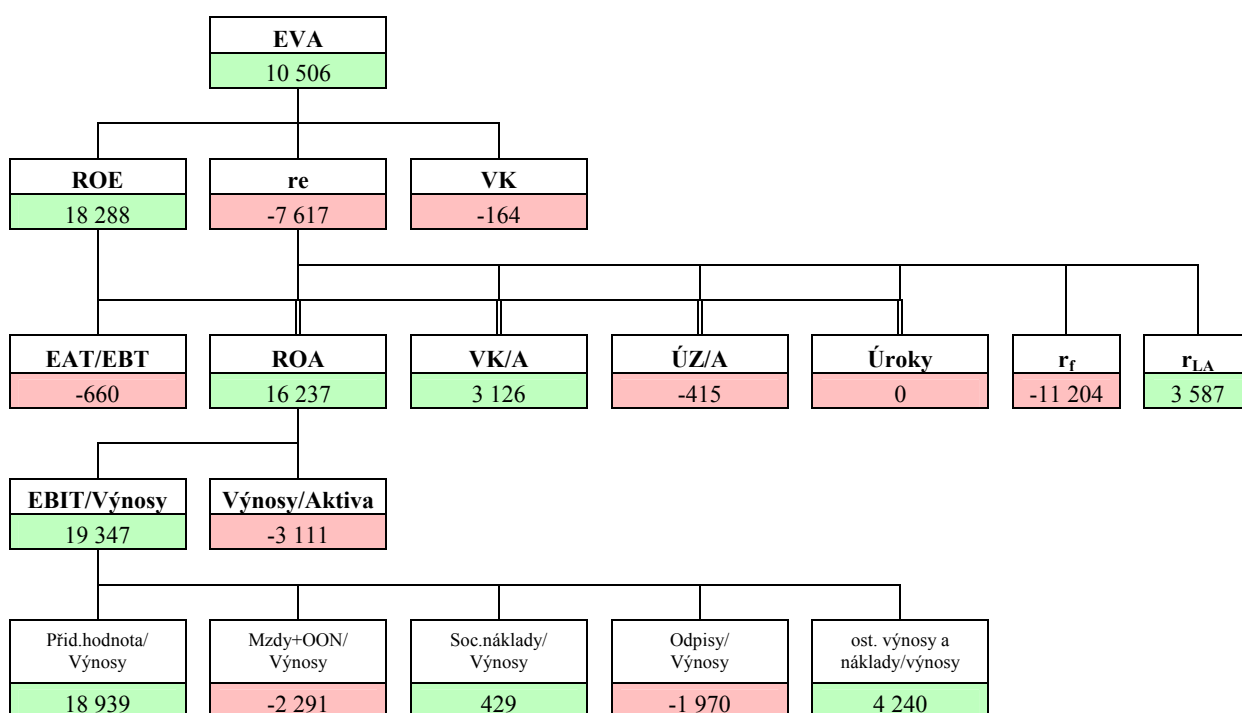 EVA
10 506
ROE
re
VK
18 288
-7 617
-164
EAT/EBT
ROA
VK/A
ÚZ/A
Úroky
rf
rLA
-660
16 237
3 126
-415
0
-11 204
3 587
EBIT/Výnosy
Výnosy/Aktiva
19 347
-3 111
Přid.hodnota/
Výnosy
Mzdy+OON/
Výnosy
Soc.náklady/
Výnosy
Odpisy/
Výnosy
ost. výnosy a
náklady/výnosy
18 939
-2 291
429
-1 970
4 240